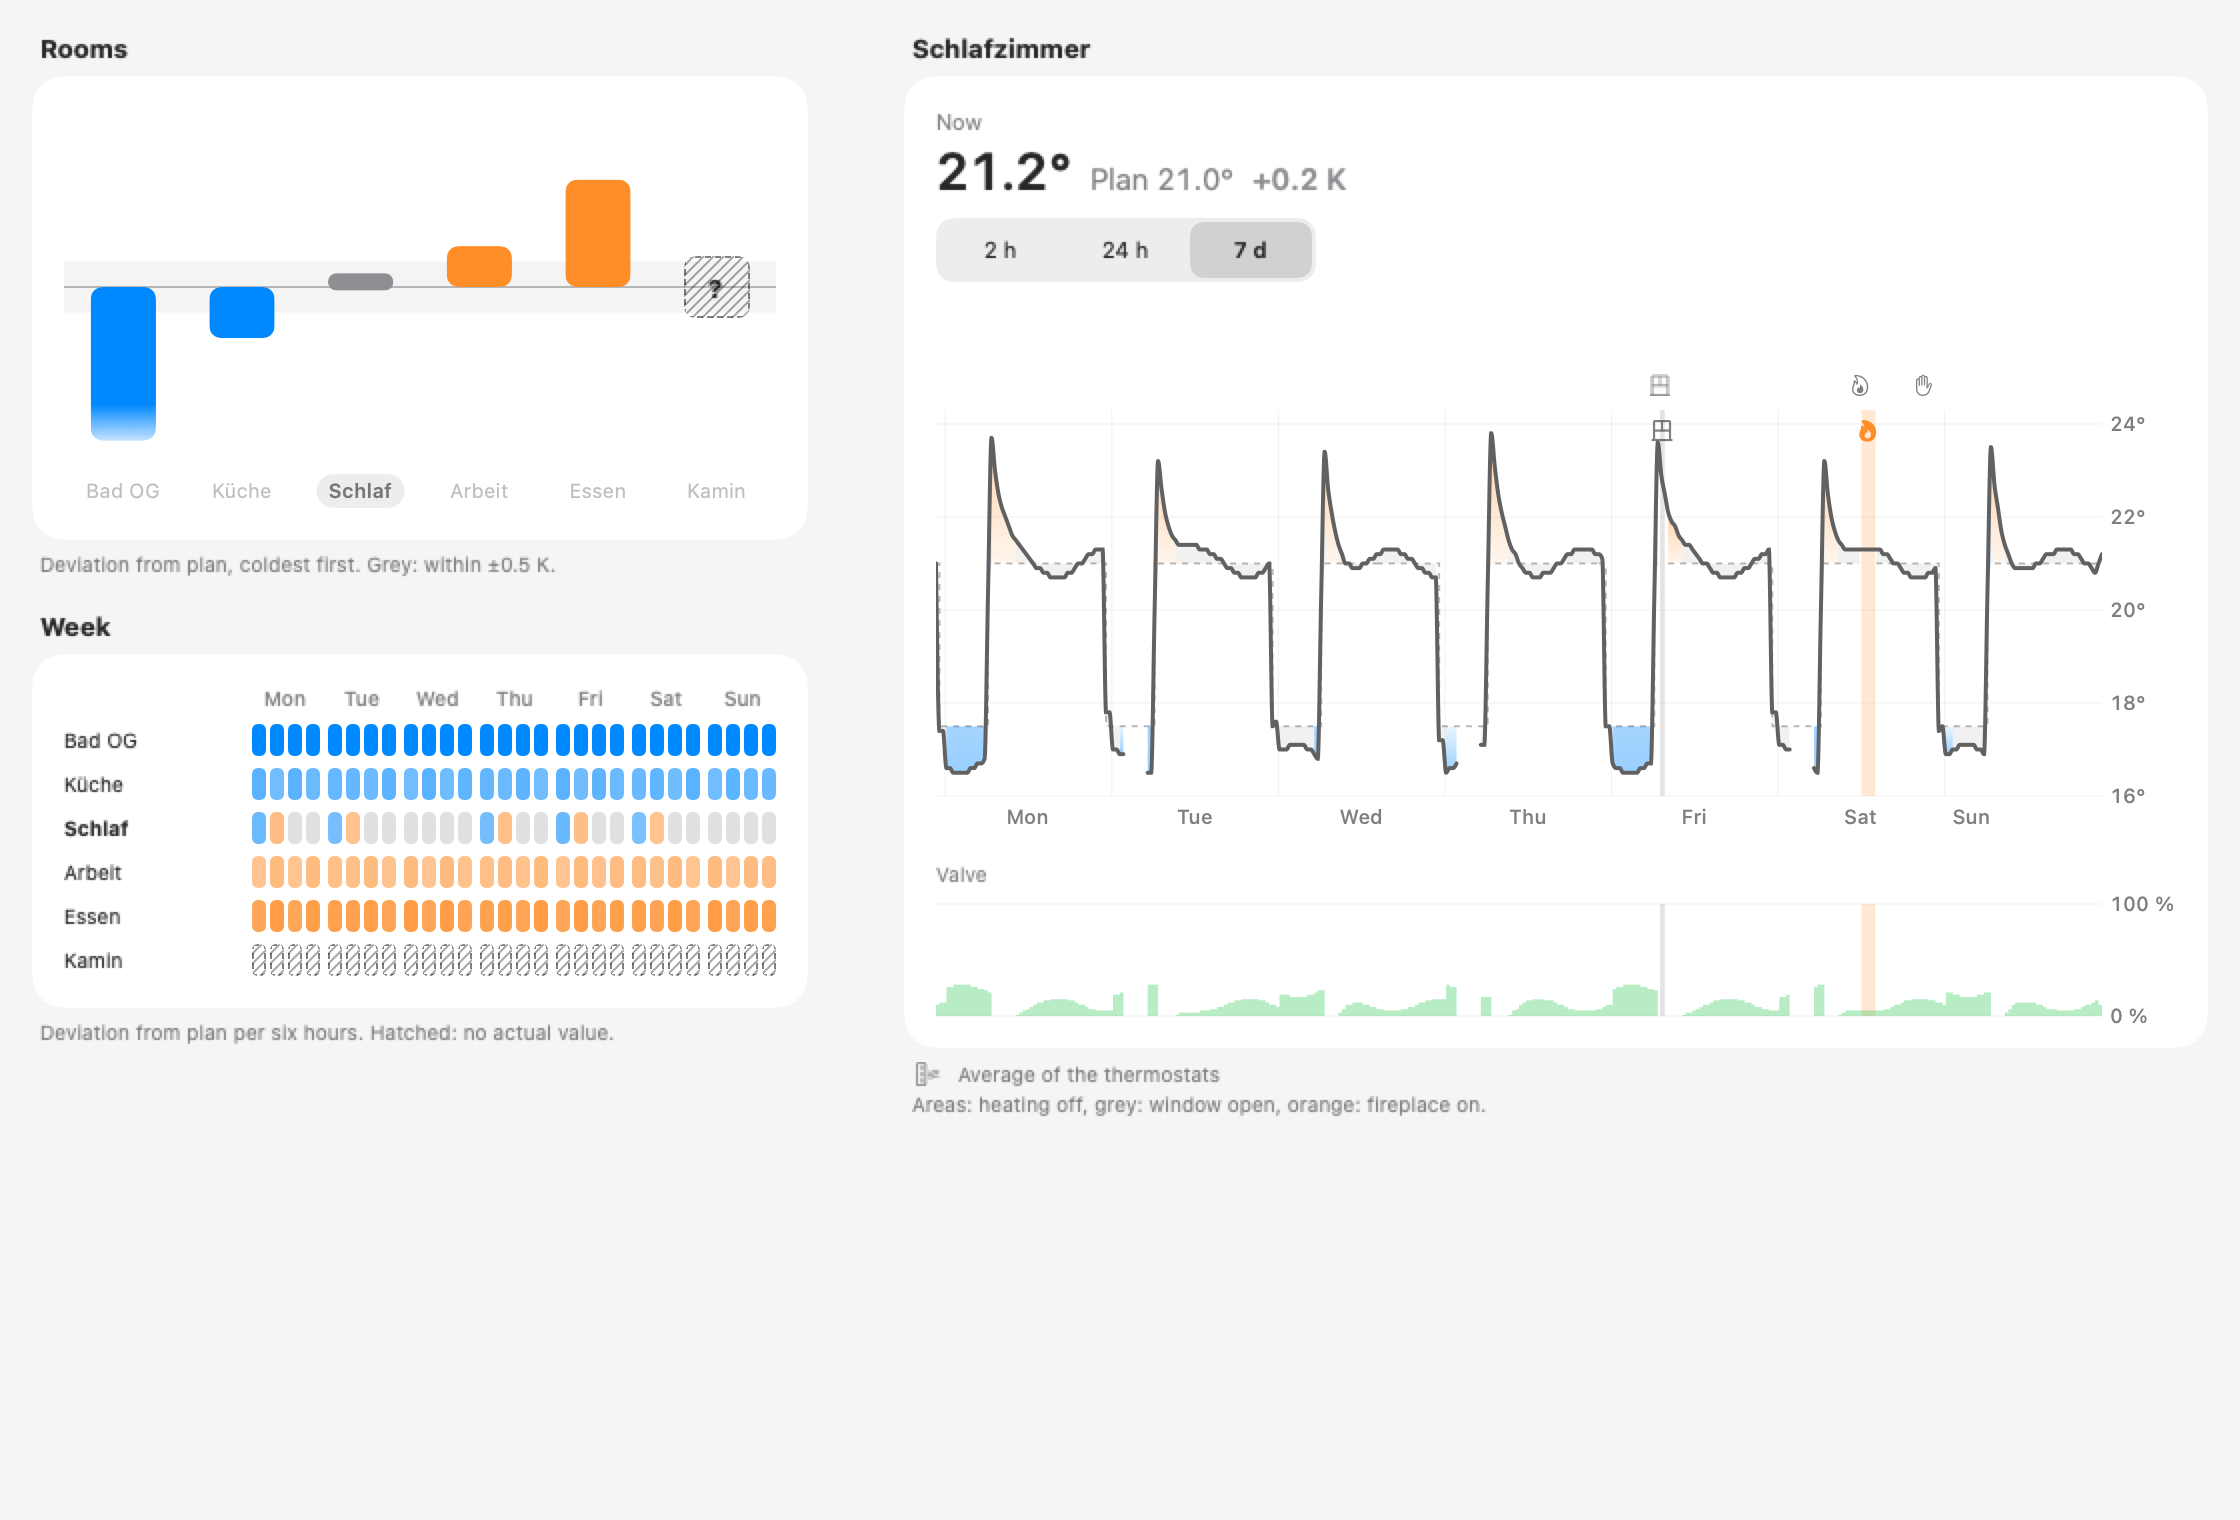 Rooms
?
Bad OG Küche Schlaf Arbeit Essen Kamin
Deviation from plan, coldest first. Grey: within ±0.5 K.
Week
Mon Tue Wed Thu Fri Sat Sun
Bad OG
Küche
Schlaf
Arbeit
Essen
Kamin
Deviation from plan per six hours. Hatched: no actual value.
Schlafzimmer
Now
21.2° Plan 21.0° +0.2 K
2 h 24 h 7 d
24°
22°
20°
18°
16°
Mon Tue Wed Thu Fri Sat Sun
Valve
100 %
0 %
Average of the thermostats
Areas: heating off, grey: window open, orange: fireplace on.